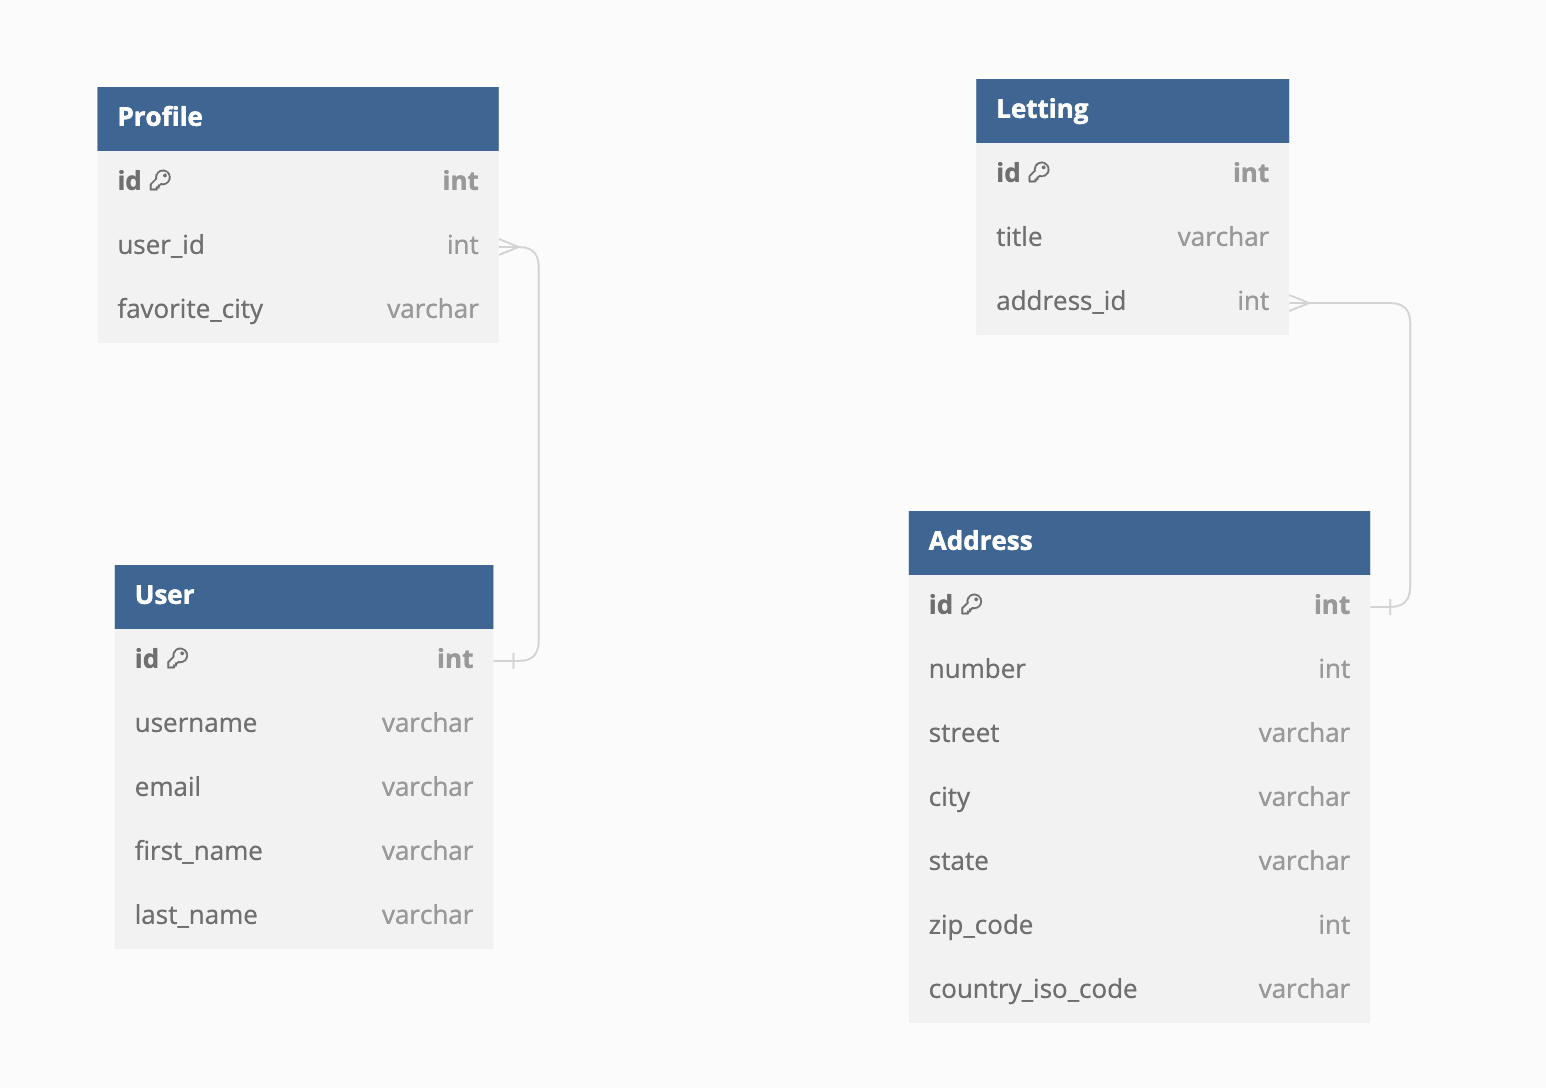 Profile
id int
user_id int
favorite_city varchar
Letting
id int
title varchar
address_id int
User
id int
username varchar
email varchar
first_name varchar
last_name varchar
Address
id int
number int
street varchar
city varchar
state varchar
zip_code int
country_iso_code varchar